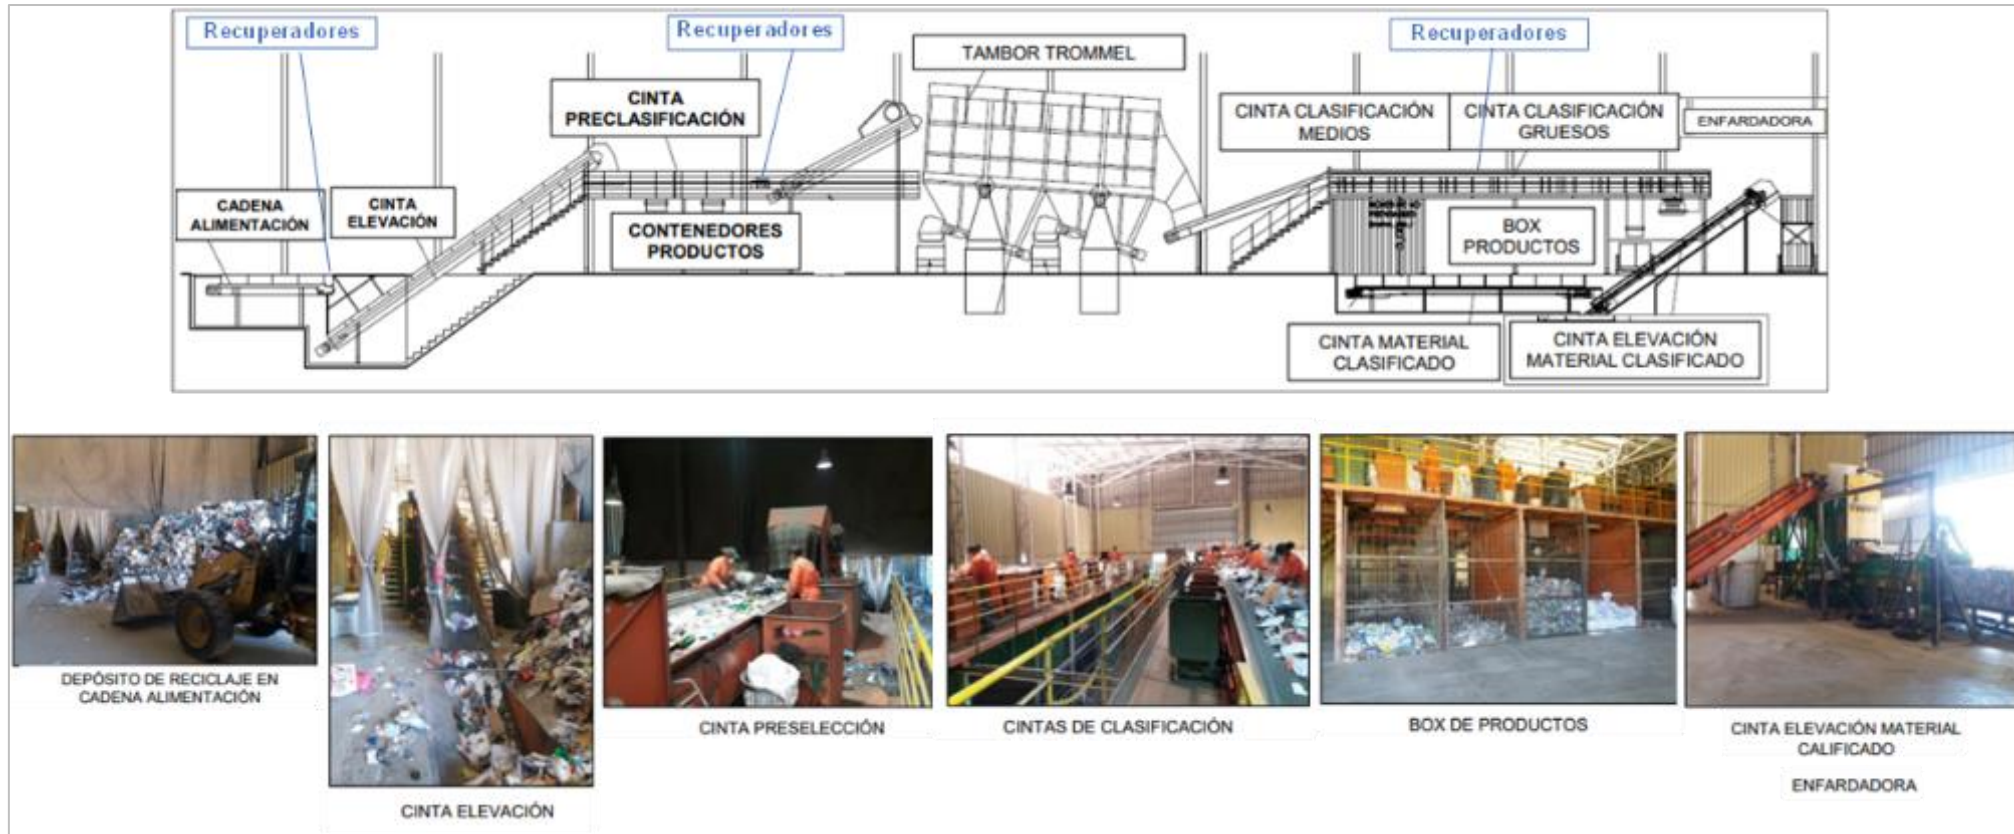 Recuperadores
Recuperadores
Recuperadores
TAMBOR TROMMEL
CINTA
PRECLASIFICACIÓN
CINTA CLASIFICACIÓN
MEDIOS
CINTA CLASIFICACIÓN
GRUESOS
ENFARDADORA
CADENA
ALIMENTACIÓN
CINTA
ELEVACIÓN
CONTENEDORES
PRODUCTOS
BOX
PRODUCTOS
CINTA MATERIAL
CLASIFICADO
CINTA ELEVACIÓN
MATERIAL CLASIFICADO
DEPÓSITO DE RECICLAJE EN
CADENA ALIMENTACIÓN
CINTA ELEVACIÓN
CINTA PRESELECCIÓN
CINTAS DE CLASIFICACIÓN
BOX DE PRODUCTOS
CINTA ELEVACIÓN MATERIAL
CALIFICADO
ENFARDADORA